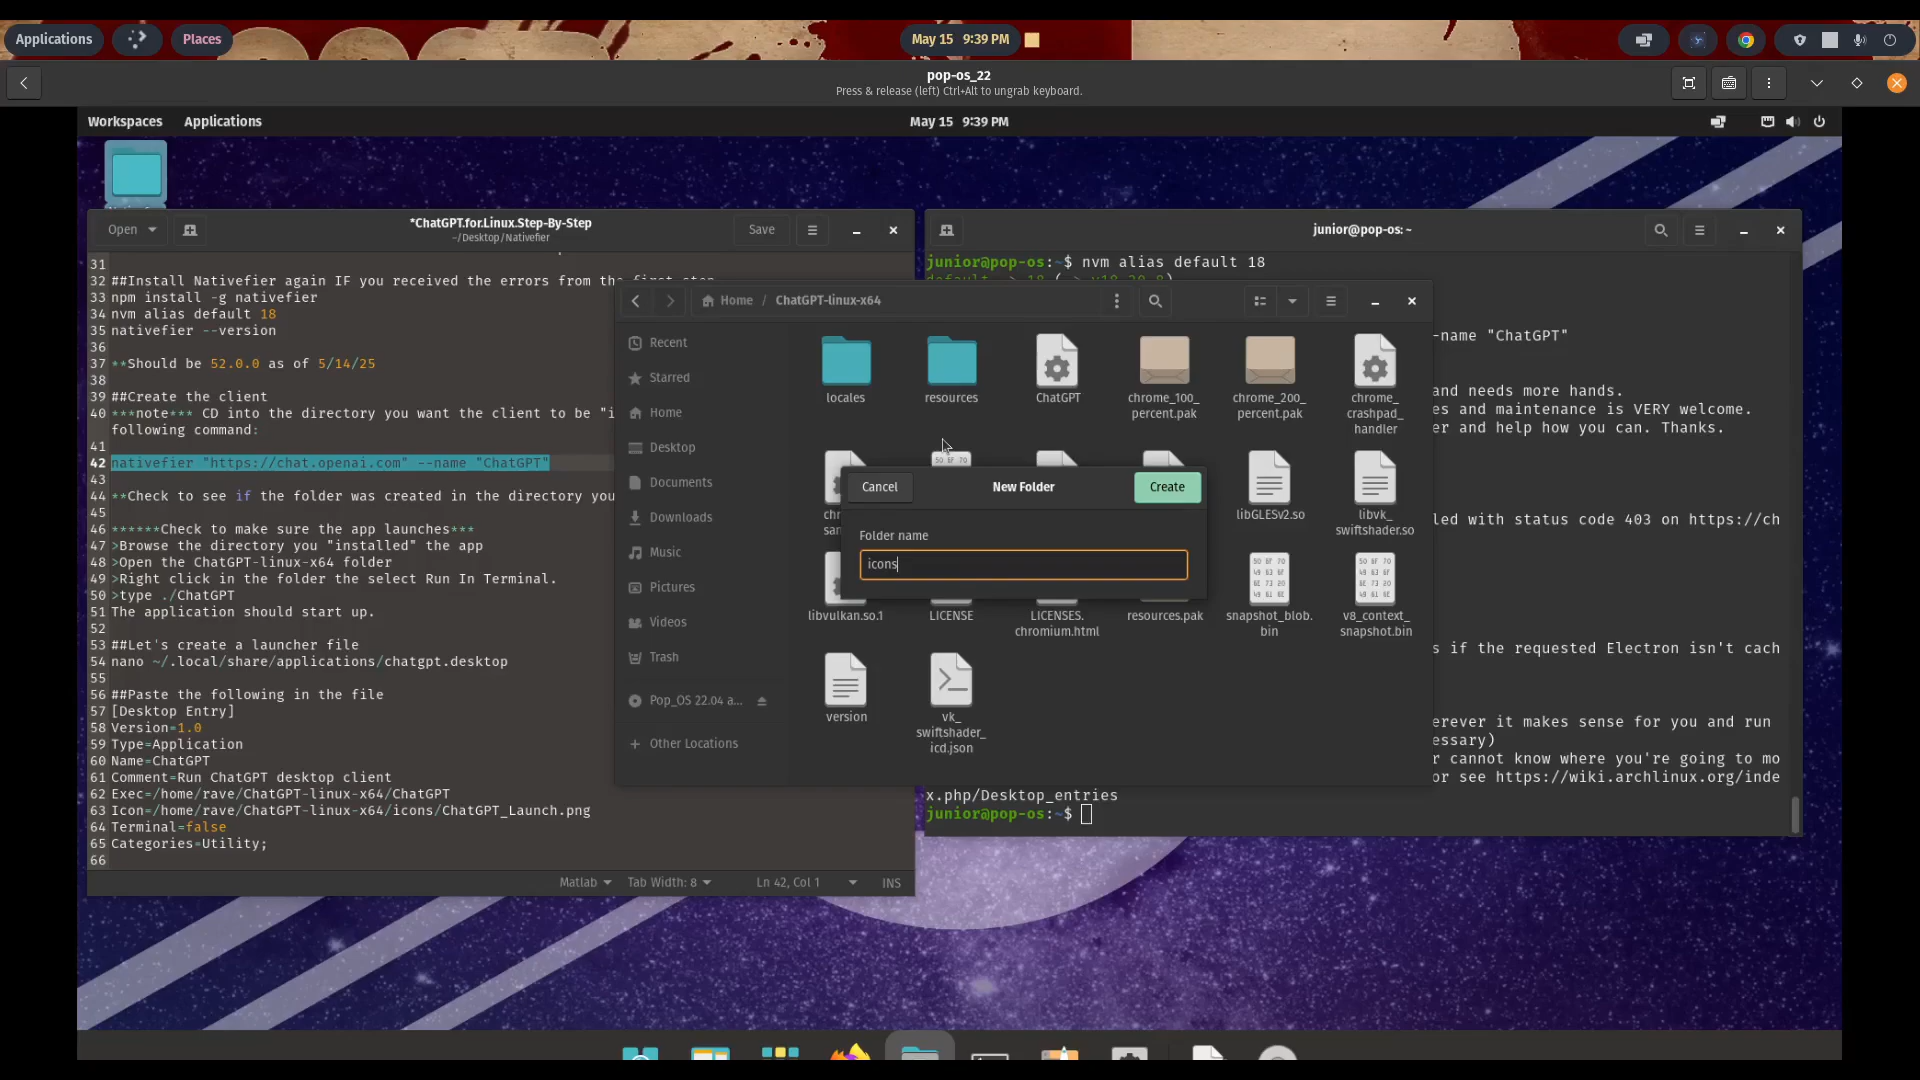 Applications
Places
May 15 9:39 PM
pop-os_22
Press & release (left) Ctrl+Alt to ungrab keyboard.
Workspaces
Applications
May 15 9:39 PM
Open
*ChatGPT.for.Linux.Step-By-Step
~/Desktop/Nativefier
Save
31
32 ##Install Nativefier again IF you received the errors from the first step
33 npm install -g nativefier
34 nvm alias default 18
35 nativefier --version
36
37 **Should be 52.0.0 as of 5/14/25
38
39 ##Create the client
40 ***note*** CD into the directory you want the client to be "i
following command:
41
42 nativefier "https://chat.openai.com" --name "ChatGPT"
43
44 **Check to see if the folder was created in the directory you
45
46 ******Check to make sure the app launches***
47 >Browse the directory you "installed" the app
48 >Open the ChatGPT-linux-x64 folder
49 >Right click in the folder the select Run In Terminal.
50 >type ./ChatGPT
51 The application should start up.
52
53 ##Let's create a launcher file
54 nano ~/.local/share/applications/chatgpt.desktop
55
56 ##Paste the following in the file
57 [Desktop Entry]
58 Version=1.0
59 Type=Application
60 Name=ChatGPT
61 Comment=Run ChatGPT desktop client
62 Exec=/home/rave/ChatGPT-linux-x64/ChatGPT
63 Icon=/home/rave/ChatGPT-linux-x64/icons/ChatGPT_Launch.png
64 Terminal=false
65 Categories=Utility;
66
Matlab
Tab Width: 8
Ln 42, Col 1
INS
junior@pop-os: ~
junior@pop-os:~$ nvm alias default 18
-name "ChatGPT"
and needs more hands.
es and maintenance is VERY welcome.
er and help how you can. Thanks.
led with status code 403 on https://ch
s if the requested Electron isn't cach
erever it makes sense for you and run
essary)
r cannot know where you're going to mo
or see https://wiki.archlinux.org/inde
x.php/Desktop_entries
junior@pop-os:~$
Home / ChatGPT-linux-x64
Recent
Starred
Home
Desktop
Documents
Downloads
Music
Pictures
Videos
Trash
Pop_OS 22.04 a...
Other Locations
locales
resources
ChatGPT
chrome_100_
percent.pak
chrome_200_
percent.pak
chrome_
crashpad_
handler
libGLESv2.so
libvk_
swiftshader.so
libvulkan.so.1
LICENSE
LICENSES.
chromium.html
resources.pak
snapshot_blob.
bin
v8_context_
snapshot.bin
version
vk_
swiftshader_
icd.json
Cancel
New Folder
Create
Folder name
icons